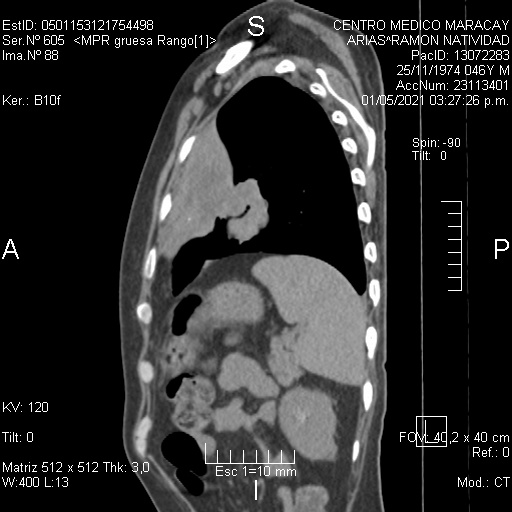 EstID: 0501153121754498
Ser.Nº 605 <MPR gruesa Rango[1]>
Ima.Nº 88
Ker.: B10f
S
CENTRO MEDICO MARACAY
ARIAS^RAMON NATIVIDAD
PacID: 13072283
25/11/1974 046Y M
AccNum: 23113401
01/05/2021 03:27:26 p.m.
Spin: -90
Tilt: 0
A
P
KV: 120
Tilt: 0
Matriz 512 x 512 Thk: 3,0
W:400 L:13
Esc 1=10 mm
I
FOV: 40,2 x 40 cm
Ref.: 0
Mod.: CT